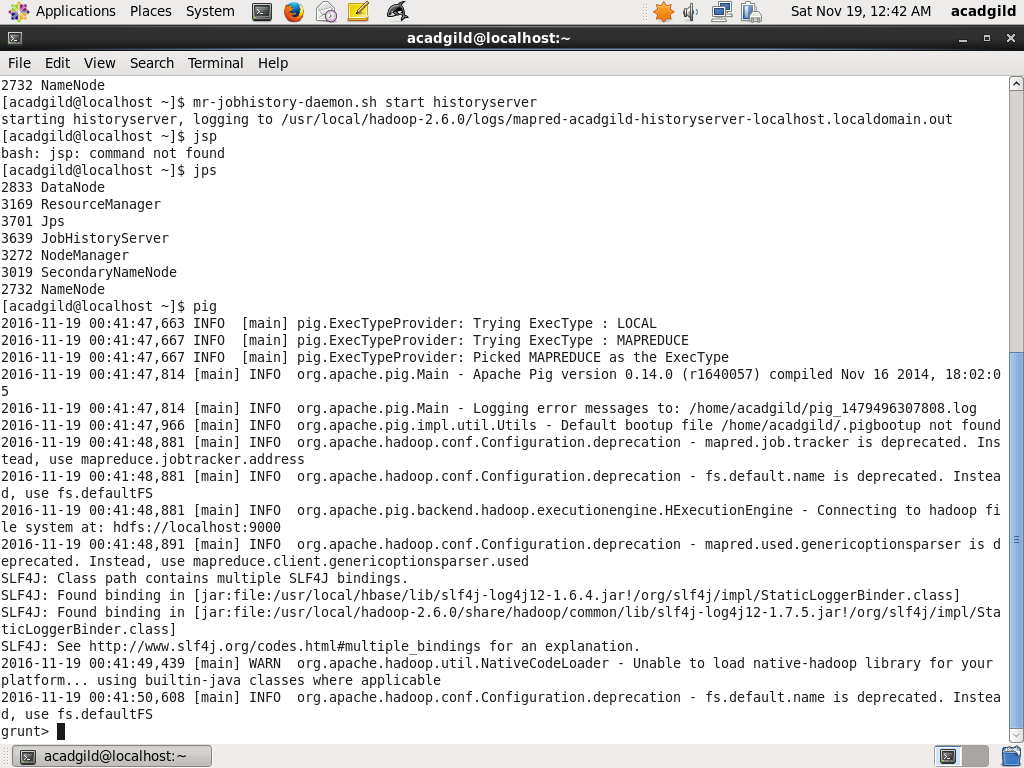 Applications Places System Sat Nov 19, 12:42 AM acadgild
acadgild@localhost:~
File Edit View Search Terminal Help
2732 NameNode
[acadgild@localhost ~]$ mr-jobhistory-daemon.sh start historyserver
starting historyserver, logging to /usr/local/hadoop-2.6.0/logs/mapred-acadgild-historyserver-localhost.localdomain.out
[acadgild@localhost ~]$ jsp
bash: jsp: command not found
[acadgild@localhost ~]$ jps
2833 DataNode
3169 ResourceManager
3701 Jps
3639 JobHistoryServer
3272 NodeManager
3019 SecondaryNameNode
2732 NameNode
[acadgild@localhost ~]$ pig
2016-11-19 00:41:47,663 INFO  [main] pig.ExecTypeProvider: Trying ExecType : LOCAL
2016-11-19 00:41:47,667 INFO  [main] pig.ExecTypeProvider: Trying ExecType : MAPREDUCE
2016-11-19 00:41:47,667 INFO  [main] pig.ExecTypeProvider: Picked MAPREDUCE as the ExecType
2016-11-19 00:41:47,814 [main] INFO  org.apache.pig.Main - Apache Pig version 0.14.0 (r1640057) compiled Nov 16 2014, 18:02:0
5
2016-11-19 00:41:47,814 [main] INFO  org.apache.pig.Main - Logging error messages to: /home/acadgild/pig_1479496307808.log
2016-11-19 00:41:47,966 [main] INFO  org.apache.pig.impl.util.Utils - Default bootup file /home/acadgild/.pigbootup not found
2016-11-19 00:41:48,881 [main] INFO  org.apache.hadoop.conf.Configuration.deprecation - mapred.job.tracker is deprecated. Ins
tead, use mapreduce.jobtracker.address
2016-11-19 00:41:48,881 [main] INFO  org.apache.hadoop.conf.Configuration.deprecation - fs.default.name is deprecated. Instea
d, use fs.defaultFS
2016-11-19 00:41:48,881 [main] INFO  org.apache.pig.backend.hadoop.executionengine.HExecutionEngine - Connecting to hadoop fi
le system at: hdfs://localhost:9000
2016-11-19 00:41:48,891 [main] INFO  org.apache.hadoop.conf.Configuration.deprecation - mapred.used.genericoptionsparser is d
eprecated. Instead, use mapreduce.client.genericoptionsparser.used
SLF4J: Class path contains multiple SLF4J bindings.
SLF4J: Found binding in [jar:file:/usr/local/hbase/lib/slf4j-log4j12-1.6.4.jar!/org/slf4j/impl/StaticLoggerBinder.class]
SLF4J: Found binding in [jar:file:/usr/local/hadoop-2.6.0/share/hadoop/common/lib/slf4j-log4j12-1.7.5.jar!/org/slf4j/impl/Sta
ticLoggerBinder.class]
SLF4J: See http://www.slf4j.org/codes.html#multiple_bindings for an explanation.
2016-11-19 00:41:49,439 [main] WARN  org.apache.hadoop.util.NativeCodeLoader - Unable to load native-hadoop library for your
platform... using builtin-java classes where applicable
2016-11-19 00:41:50,608 [main] INFO  org.apache.hadoop.conf.Configuration.deprecation - fs.default.name is deprecated. Instea
d, use fs.defaultFS
grunt>
acadgild@localhost:~